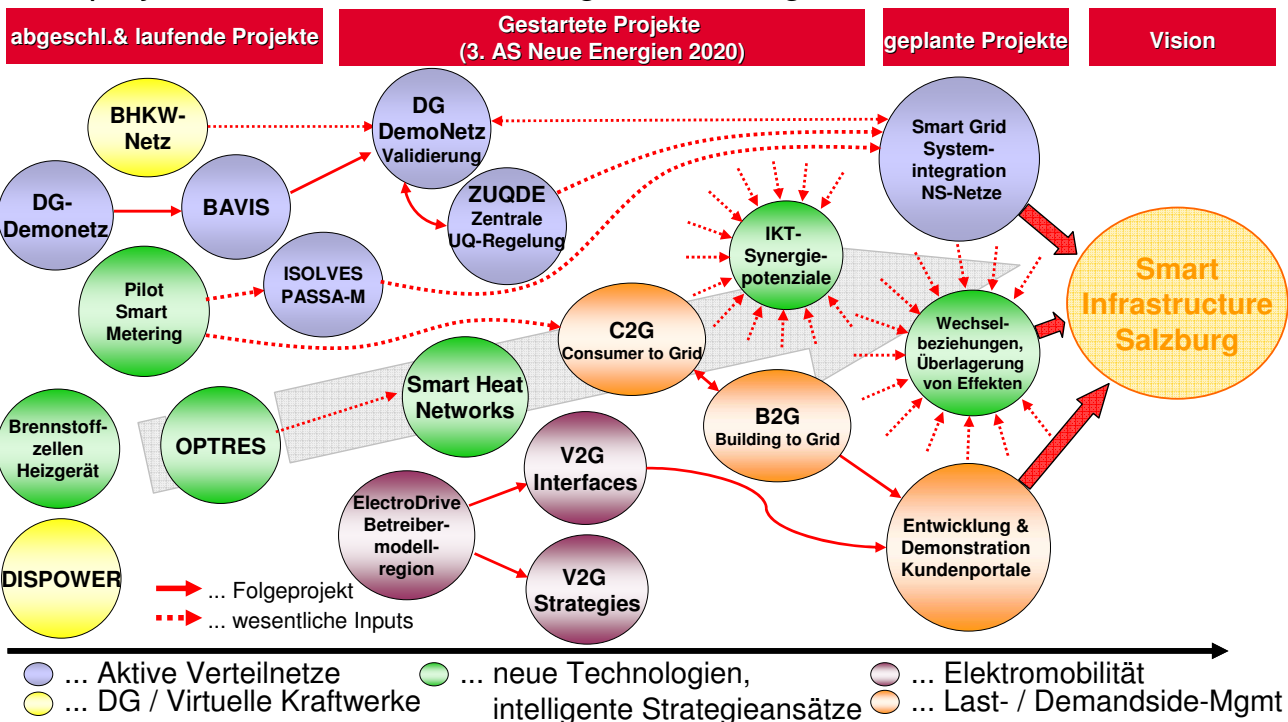 abgeschl.& laufende Projekte
Gestartete Projekte
(3. AS Neue Energien 2020)
geplante Projekte
Vision
BHKW-
Netz
DG
DemoNetz
Validierung
Smart Grid
System-
integration
NS-Netze
DG-
Demonetz
BAVIS
ZUQDE
Zentrale
UQ-Regelung
IKT-
Synergie-
potenziale
Pilot
Smart
Metering
ISOLVES
PASSA-M
Smart
Infrastructure
Salzburg
C2G
Consumer to Grid
Wechsel-
beziehungen,
Überlagerung
von Effekten
Smart Heat
Networks
Brennstoff-
zellen
Heizgerät
OPTRES
B2G
Building to Grid
V2G
Interfaces
ElectroDrive
Betreiber-
modell-
region
Entwicklung &
Demonstration
Kundenportale
DISPOWER
V2G
Strategies
... Folgeprojekt
... wesentliche Inputs
... Aktive Verteilnetze
... DG / Virtuelle Kraftwerke
... neue Technologien,
intelligente Strategieansätze
... Elektromobilität
... Last- / Demandside-Mgmt